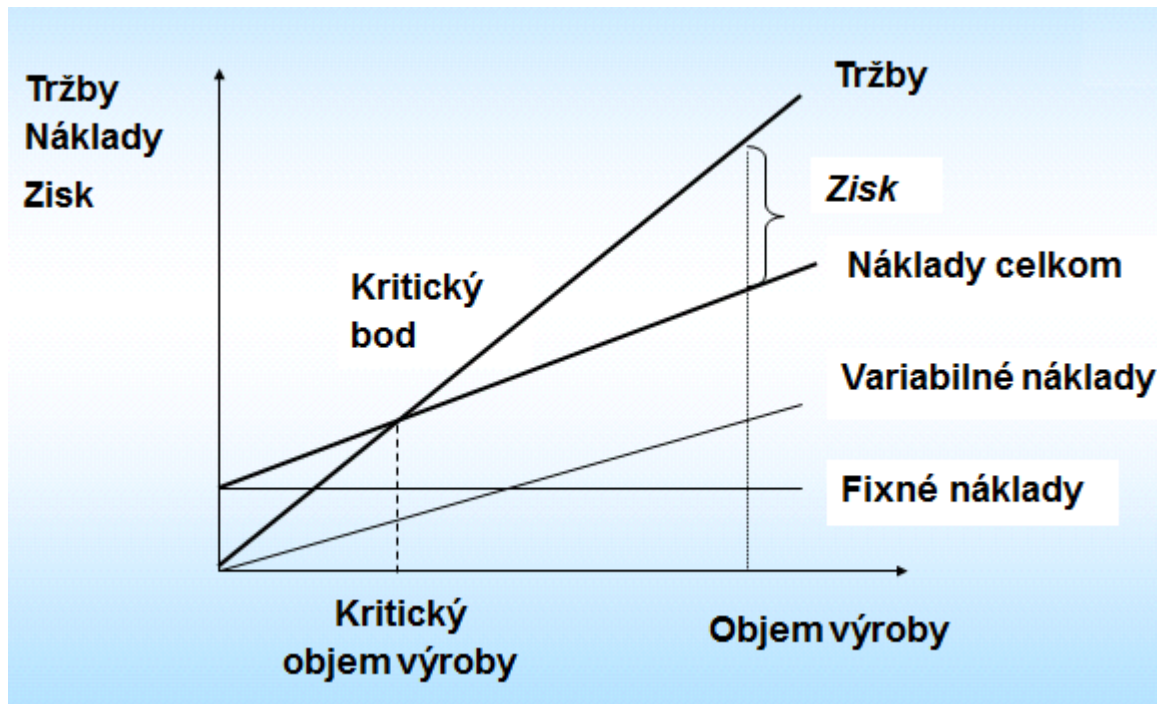 Tržby
Náklady
Zisk
Tržby
Zisk
Náklady celkom
Kritický
bod
Variabilné náklady
Fixné náklady
Kritický
objem výroby
Objem výroby